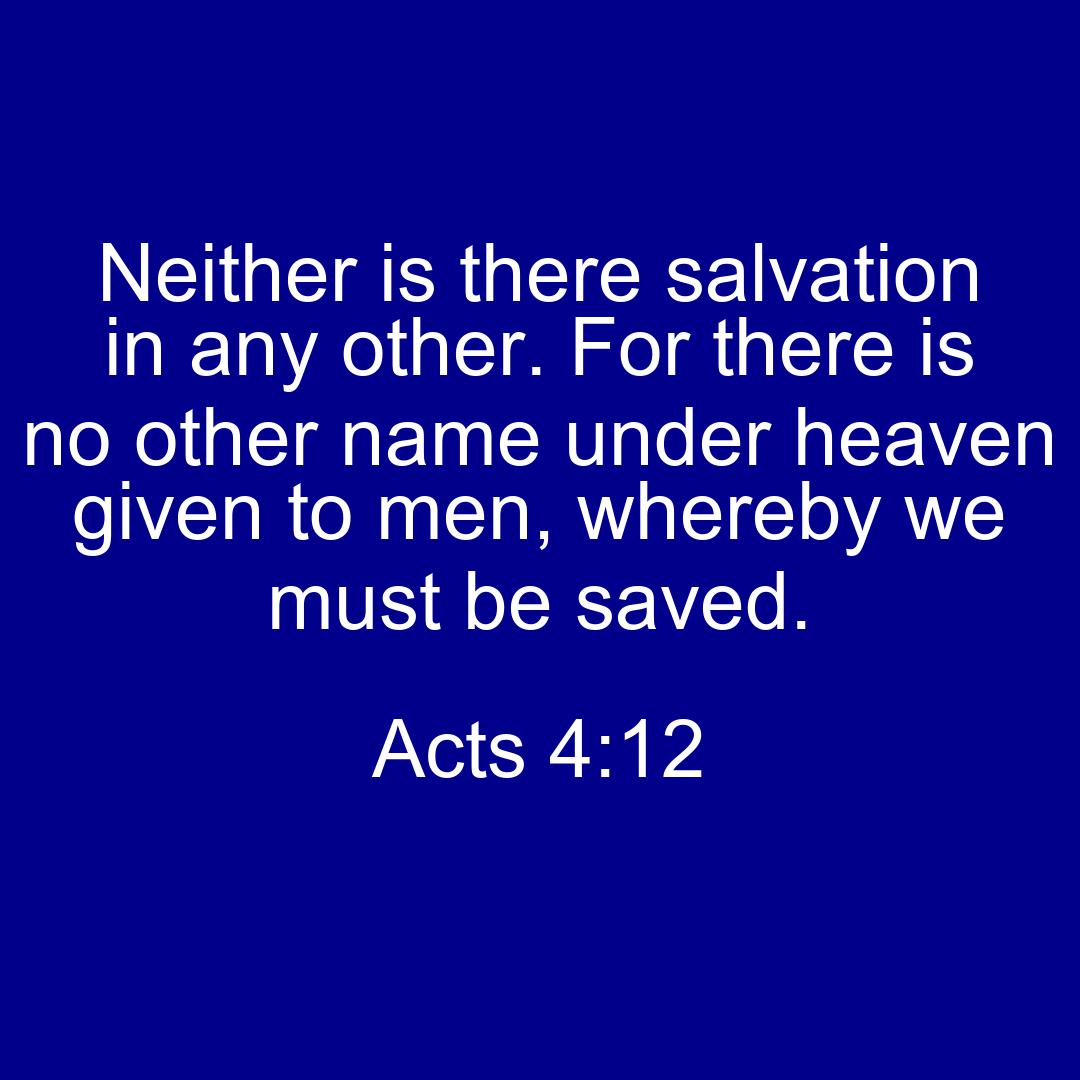 Neither is there salvation
in any other. For there is
no other name under heaven
given to men, whereby we
must be saved.
Acts 4:12